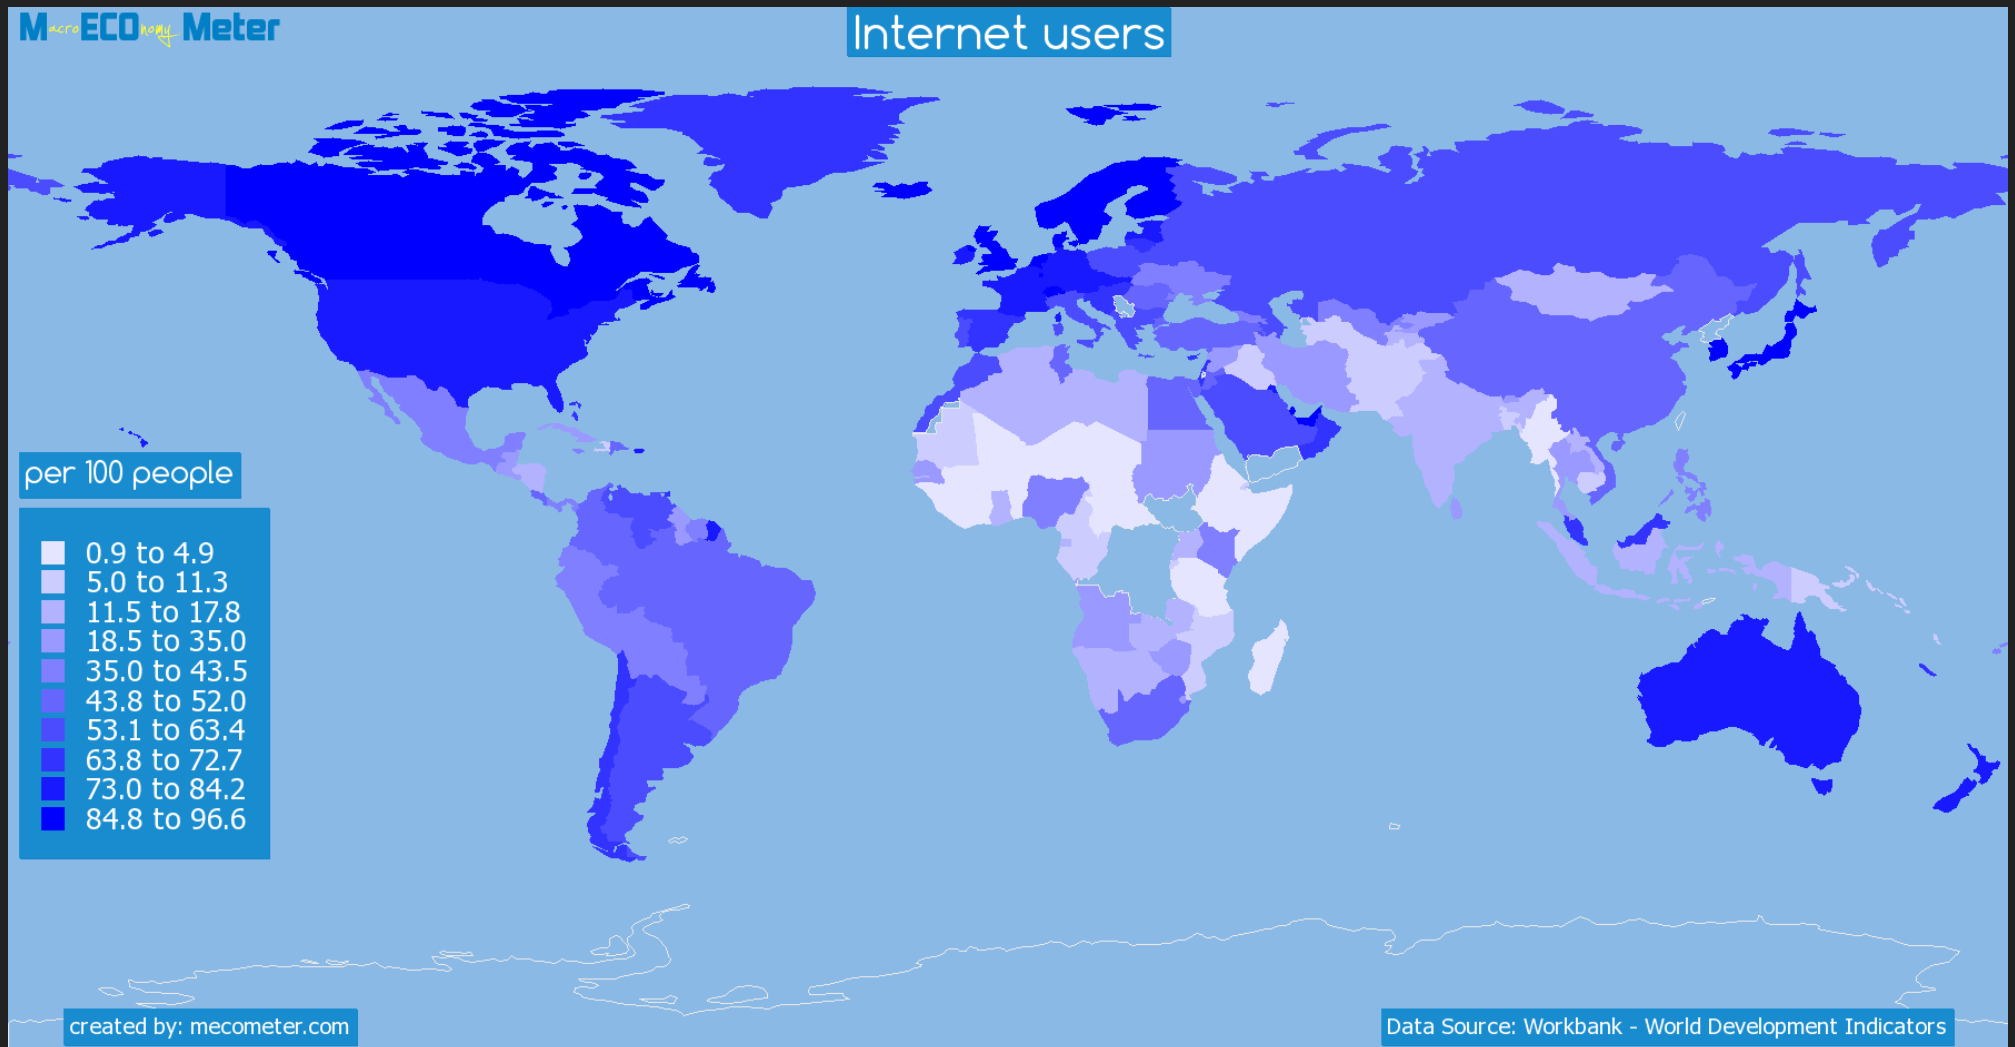 MacroECOnomy Meter
Internet users
per 100 people
0.9 to 4.9
5.0 to 11.3
11.5 to 17.8
18.5 to 35.0
35.0 to 43.5
43.8 to 52.0
53.1 to 63.4
63.8 to 72.7
73.0 to 84.2
84.8 to 96.6
created by: mecometer.com
Data Source: Workbank - World Development Indicators